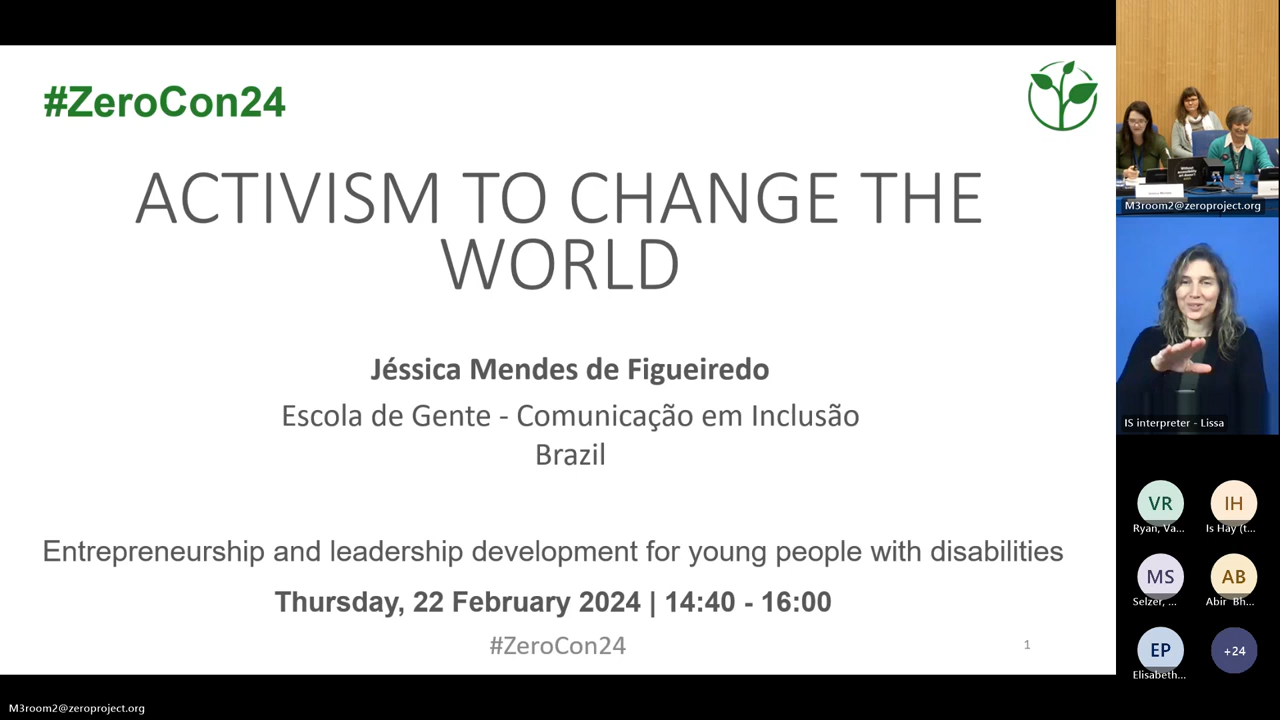 #ZeroCon24
ACTIVISM TO CHANGE THE
WORLD
Jéssica Mendes de Figueiredo
Escola de Gente - Comunicação em Inclusão
Brazil
Entrepreneurship and leadership development for young people with disabilities
Thursday, 22 February 2024 | 14:40 - 16:00
#ZeroCon24
1
M3room2@zeroproject.org
M3room2@zeroproject.org
IS interpreter - Lissa
VR
Ryan, Va...
IH
Is Hay (t...
MS
Selzer, ...
AB
Abir Bh...
EP
Elisabeth...
+24